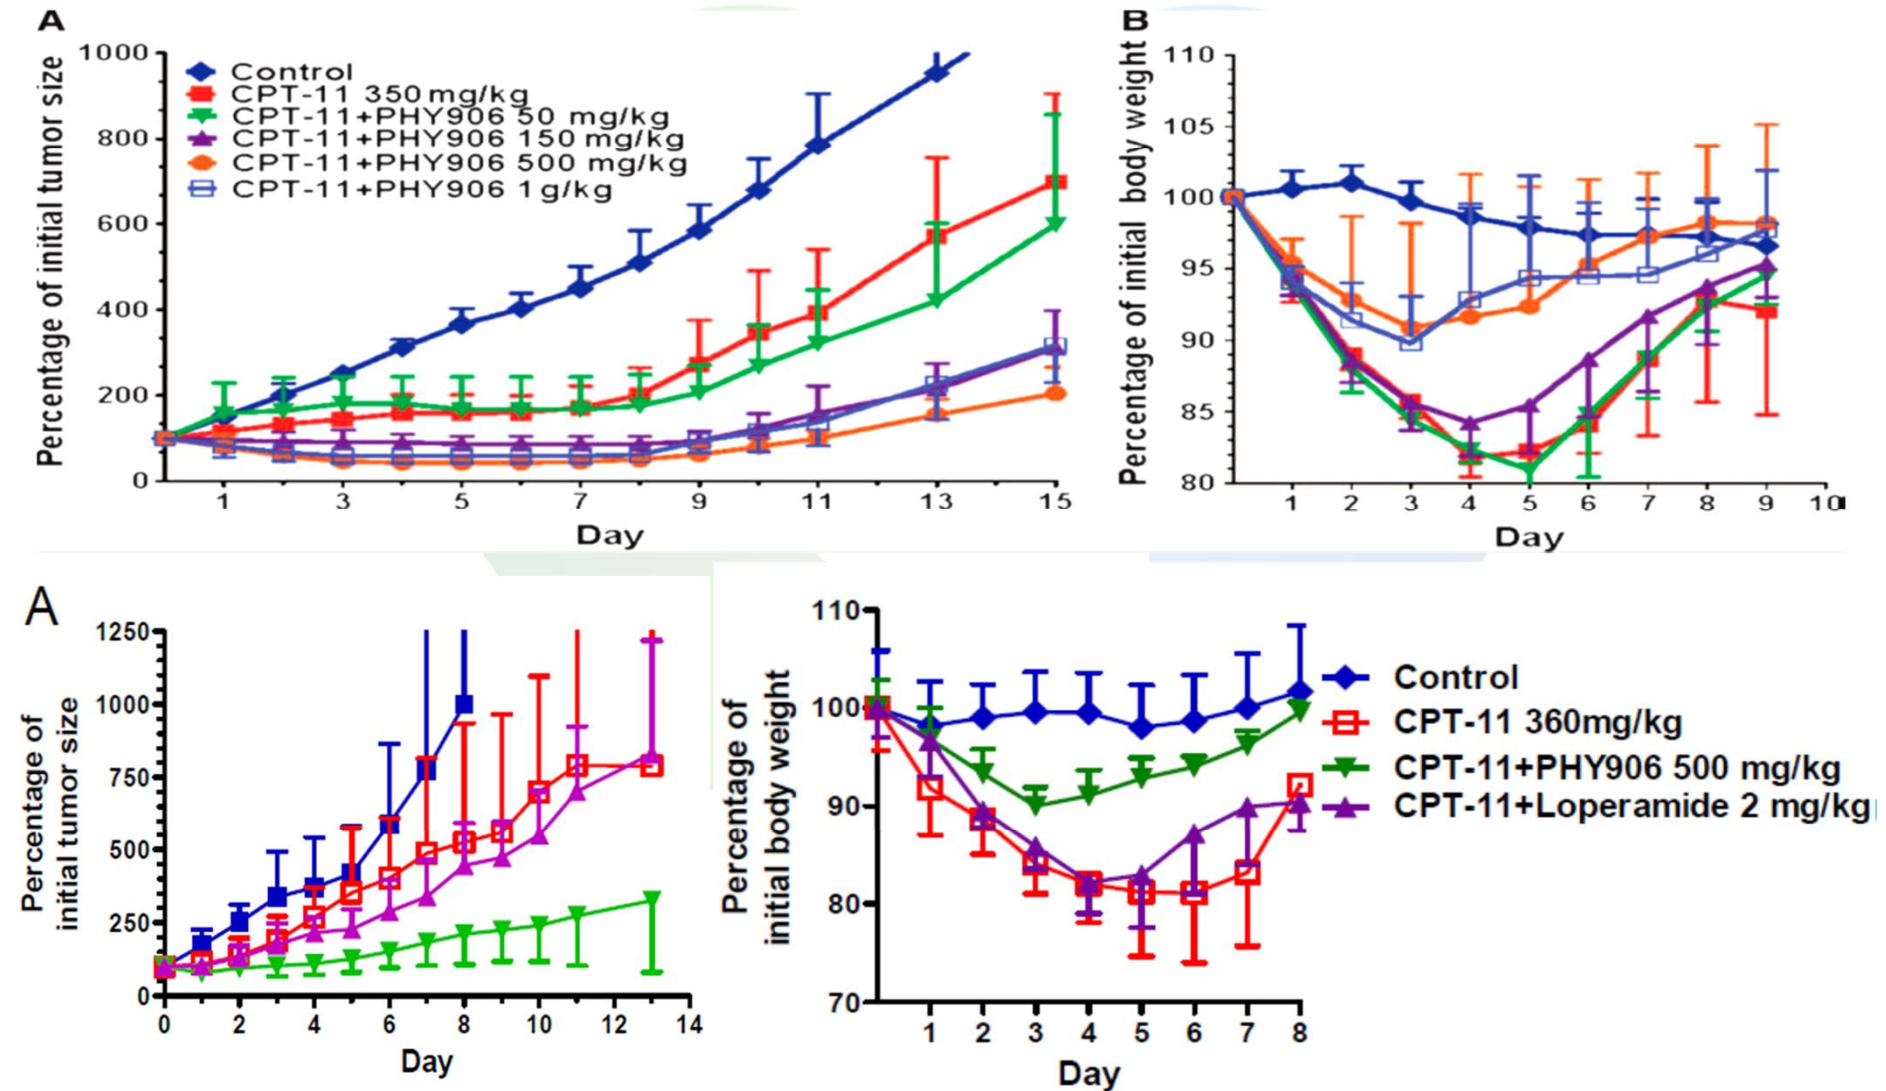 A
Percentage of initial tumor size
1000
800
600
400
200
0
Control
CPT-11 350 mg/kg
CPT-11+PHY906 50 mg/kg
CPT-11+PHY906 150 mg/kg
CPT-11+PHY906 500 mg/kg
CPT-11+PHY906 1g/kg
1 3 5 7 9 11 13 15
Day
B
Percentage of initial body weight
110
105
100
95
90
85
80
1 2 3 4 5 6 7 8 9 10
Day
A
Percentage of
initial tumor size
1250
1000
750
500
250
0
0 2 4 6 8 10 12 14
Day
Percentage of
initial body weight
110
100
90
80
70
1 2 3 4 5 6 7 8
Day
Control
CPT-11 360mg/kg
CPT-11+PHY906 500 mg/kg
CPT-11+Loperamide 2 mg/kg